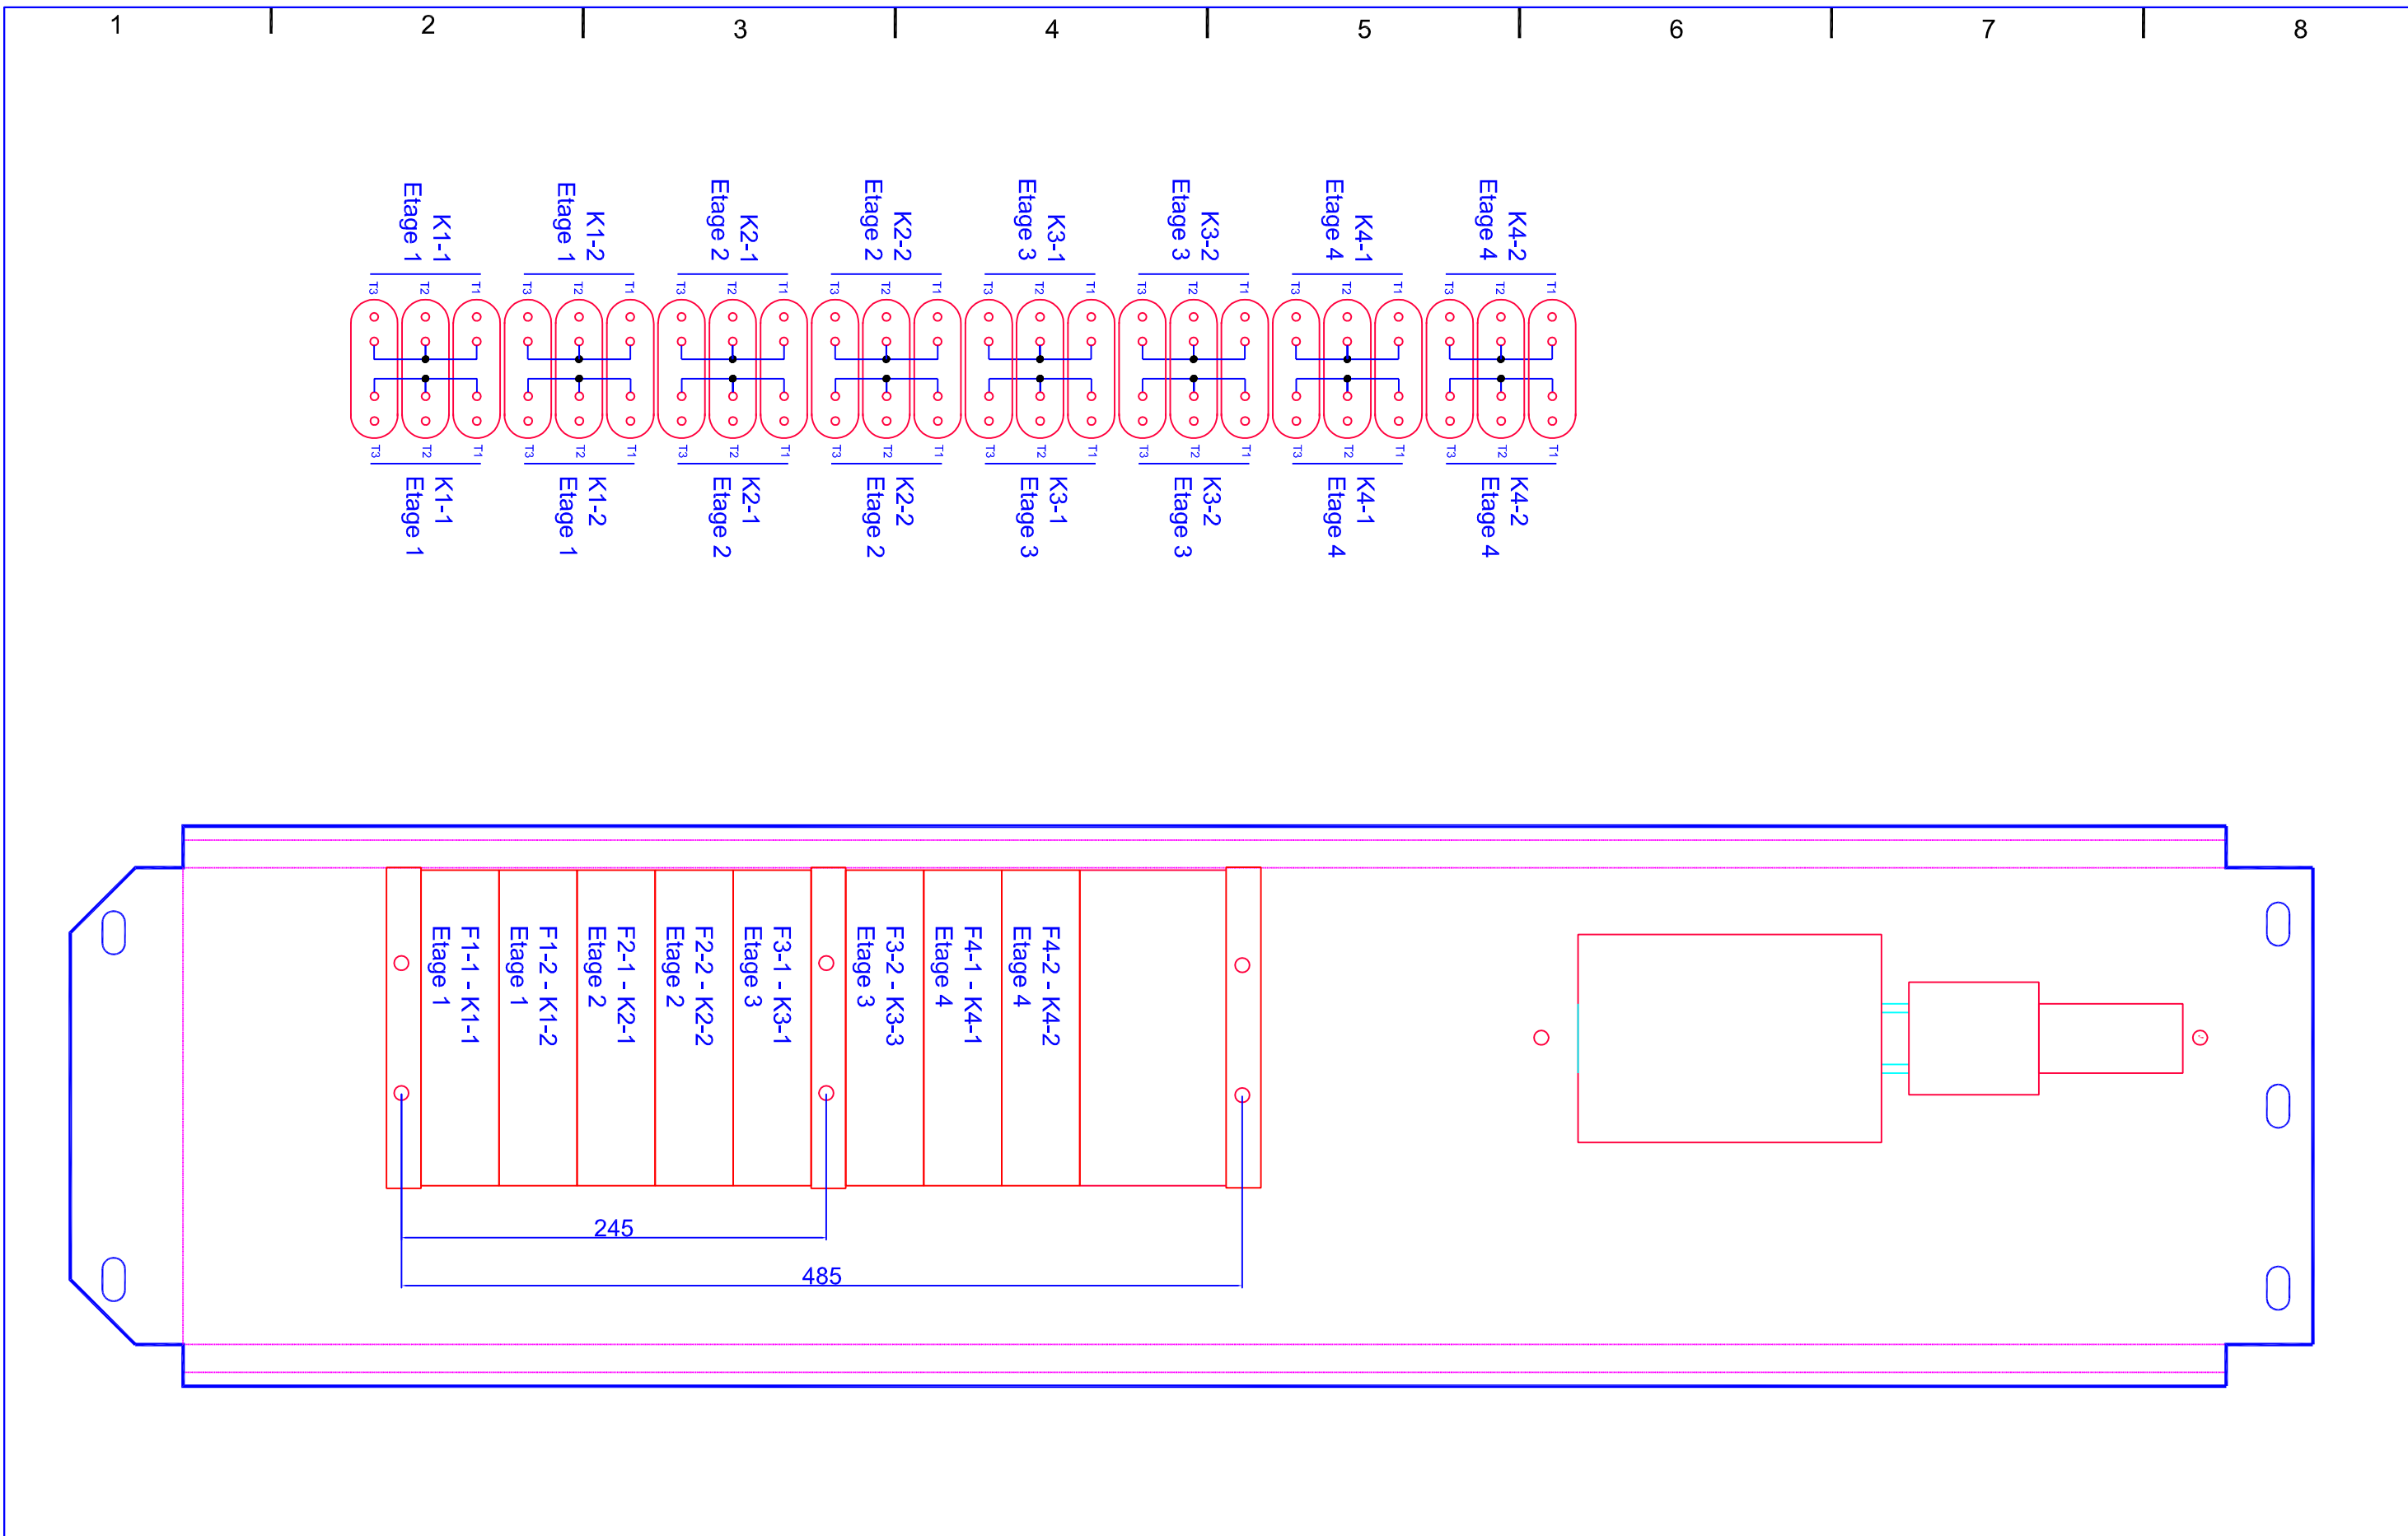 1
2
3
4
5
6
7
8
K1-1
Etage 1
K1-2
Etage 1
K2-1
Etage 2
K2-2
Etage 2
K3-1
Etage 3
K3-2
Etage 3
K4-1
Etage 4
K4-2
Etage 4
T3 T2 T1 T3 T2 T1 T3 T2 T1 T3 T2 T1 T3 T2 T1 T3 T2 T1 T3 T2 T1 T3 T2 T1
T3 T2 T1 T3 T2 T1 T3 T2 T1 T3 T2 T1 T3 T2 T1 T3 T2 T1 T3 T2 T1 T3 T2 T1
K1-1
Etage 1
K1-2
Etage 1
K2-1
Etage 2
K2-2
Etage 2
K3-1
Etage 3
K3-2
Etage 3
K4-1
Etage 4
K4-2
Etage 4
F1-1 - K1-1
Etage 1
F1-2 - K1-2
Etage 1
F2-1 - K2-1
Etage 2
F2-2 - K2-2
Etage 2
F3-1 - K3-1
Etage 3
F3-2 - K3-3
Etage 3
F4-1 - K4-1
Etage 4
F4-2 - K4-2
Etage 4
245
485